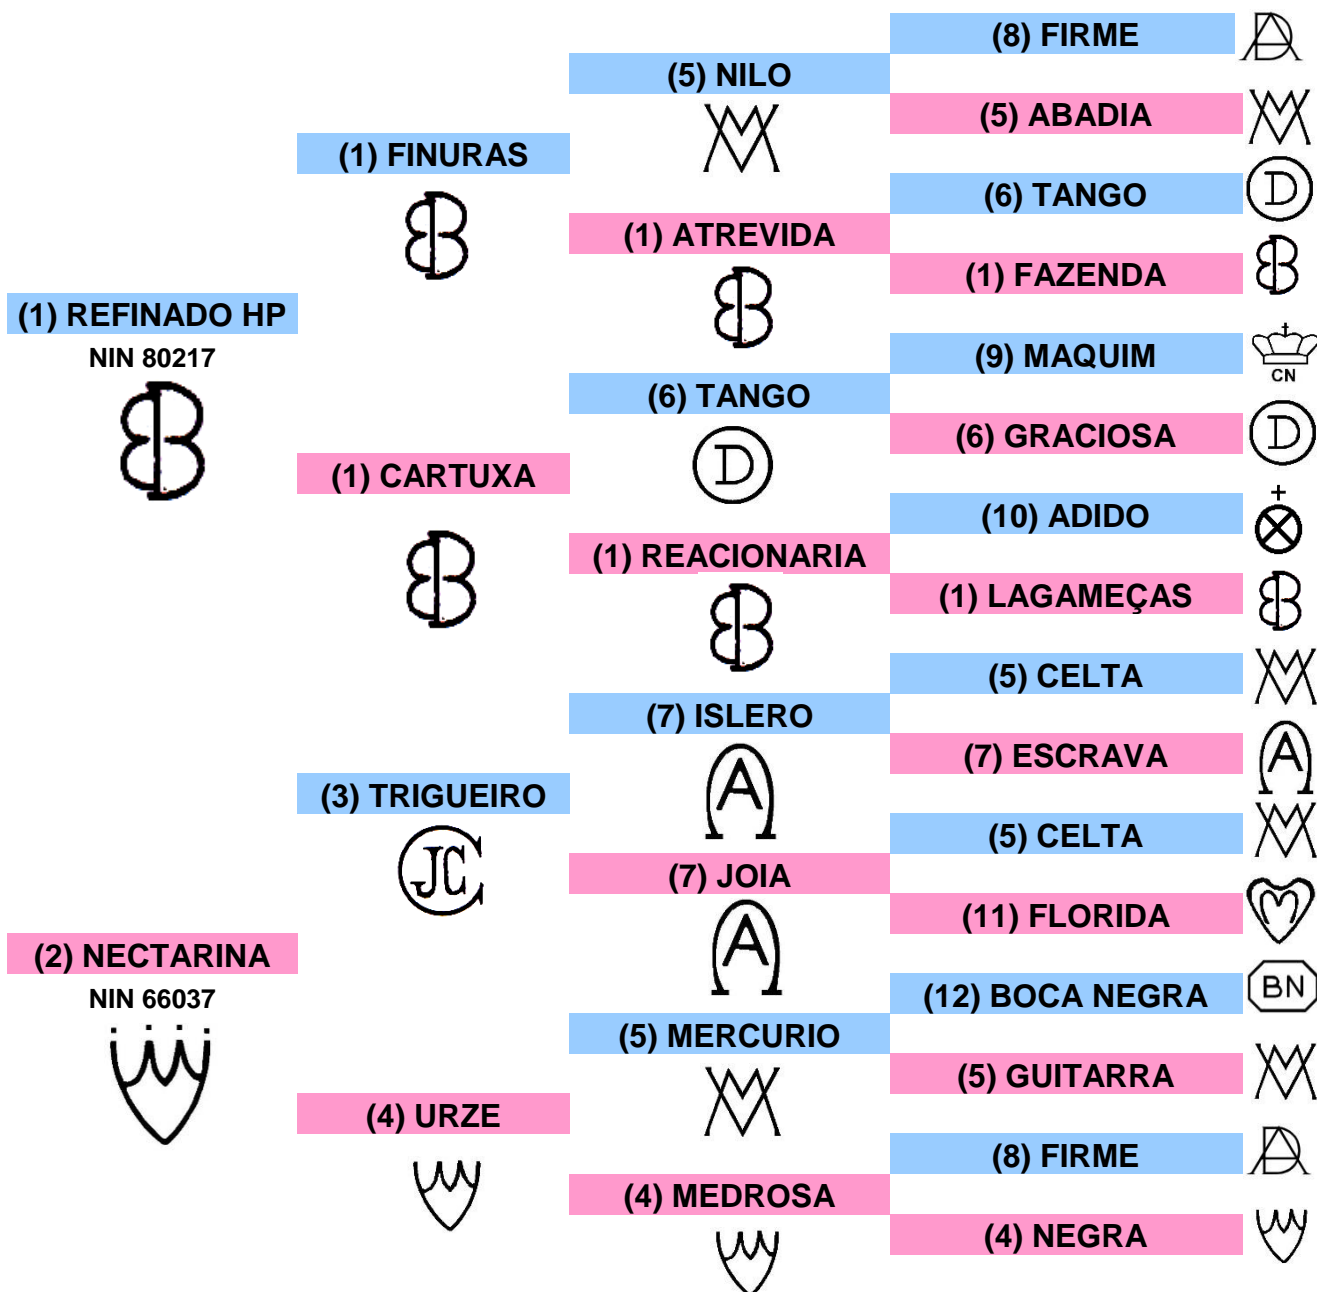 (8) FIRME
(5) NILO
(5) ABADIA
(1) FINURAS
(6) TANGO
D
(1) ATREVIDA
(1) FAZENDA
(1) REFINADO HP
NIN 80217
(9) MAQUIM
CN
(6) TANGO
D
(6) GRACIOSA
D
(1) CARTUXA
(10) ADIDO
(1) REACIONARIA
(1) LAGAMEÇAS
(5) CELTA
(7) ISLERO
A
(7) ESCRAVA
A
(3) TRIGUEIRO
JC
(5) CELTA
(7) JOIA
A
(11) FLORIDA
(2) NECTARINA
NIN 66037
(12) BOCA NEGRA
BN
(5) MERCURIO
(5) GUITARRA
(4) URZE
(8) FIRME
(4) MEDROSA
(4) NEGRA